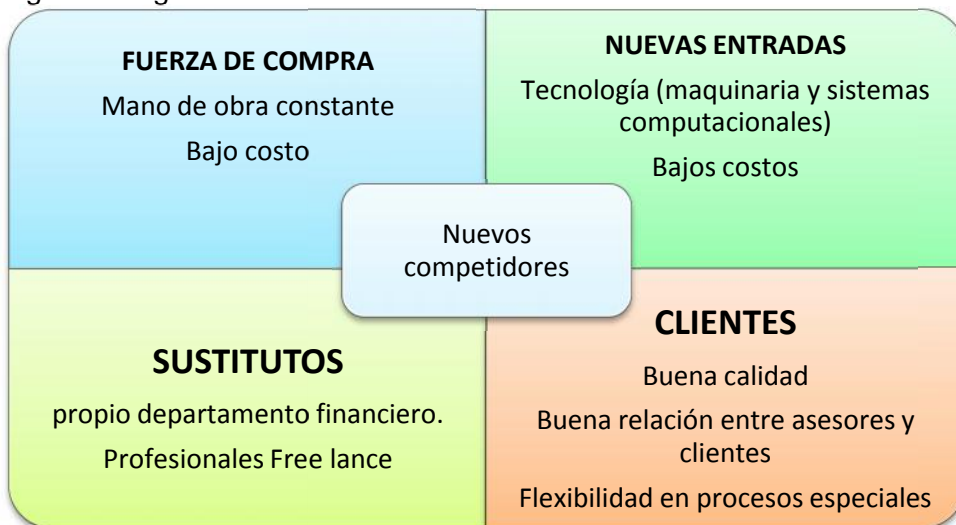 FUERZA DE COMPRA
Mano de obra constante
Bajo costo
NUEVAS ENTRADAS
Tecnología (maquinaria y sistemas
computacionales)
Bajos costos
Nuevos
competidores
SUSTITUTOS
propio departamento financiero.
Profesionales Free lance
CLIENTES
Buena calidad
Buena relación entre asesores y
clientes
Flexibilidad en procesos especiales